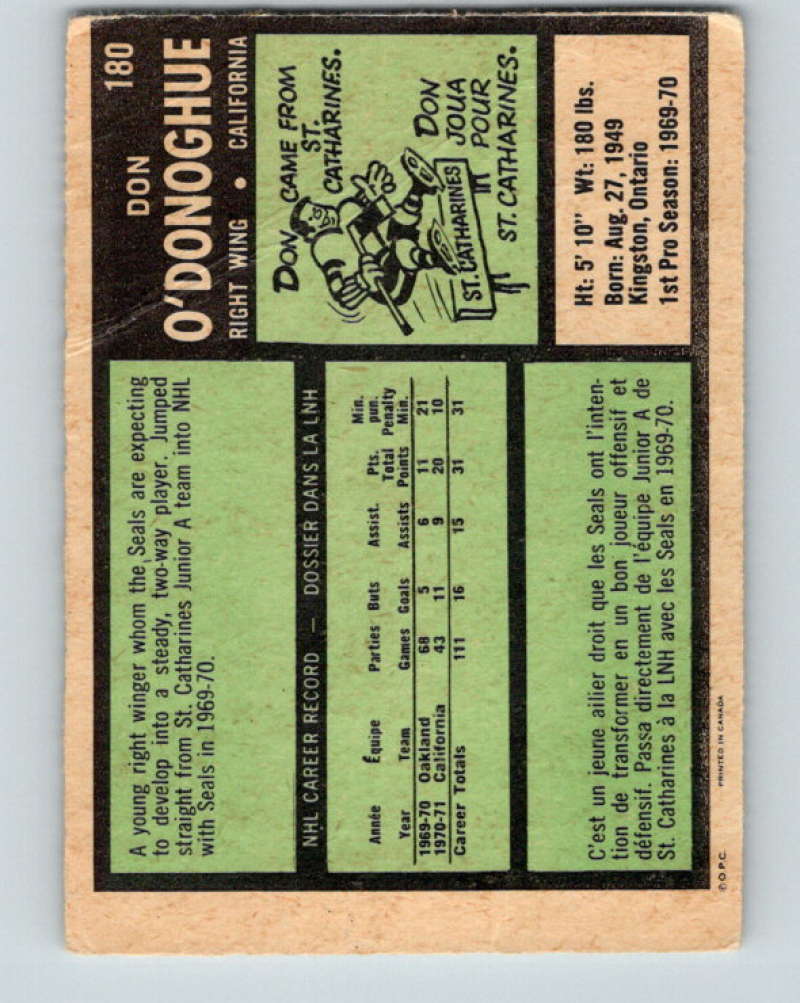 180
DON
O'DONOGHUE
RIGHT WING • CALIFORNIA
A young right winger whom the Seals are expecting
to develop into a steady, two-way player. Jumped
straight from St. Catharines Junior A team into NHL
with Seals in 1969-70.
DON CAME FROM
ST.
CATHARINES.
DON
JOUA
POUR
ST. CATHARINES.
ST. CATHARINES
NHL CAREER RECORD — DOSSIER DANS LA LNH
Min.
Pts. pun.
Année Équipe Parties Buts Assist. Total Penalty
Year Team Games Goals Assists Points Min.
1969-70 Oakland 68 5 6 11 21
1970-71 California 43 11 9 20 10
Career Totals 111 16 15 31 31
Ht: 5' 10" Wt: 180 lbs.
Born: Aug. 27, 1949
Kingston, Ontario
1st Pro Season: 1969-70
C'est un jeune ailier droit que les Seals ont l'inten-
tion de transformer en un bon joueur offensif et
défensif. Passa directement de l'équipe Junior A de
St. Catharines à la LNH avec les Seals en 1969-70.
© O.P.C. PRINTED IN CANADA